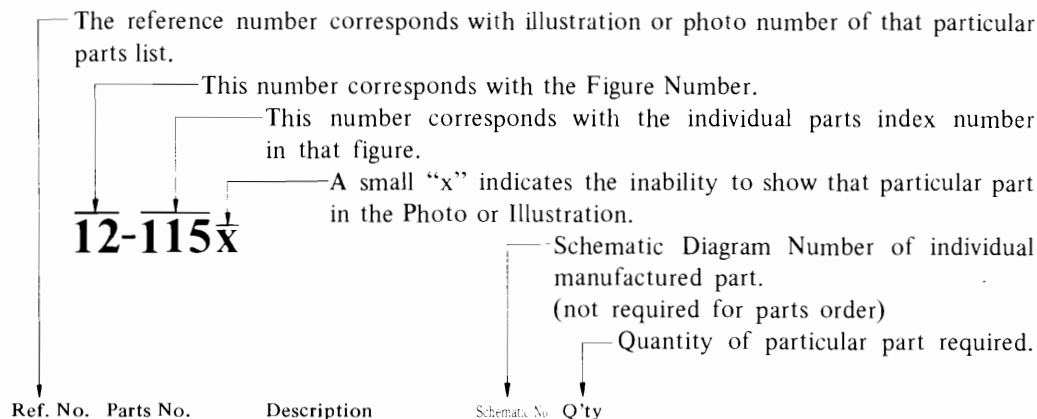 The reference number corresponds with illustration or photo number of that particular
parts list.
This number corresponds with the Figure Number.
This number corresponds with the individual parts index number
in that figure.
A small “x” indicates the inability to show that particular part
in the Photo or Illustration.
12-115x
Schematic Diagram Number of individual
manufactured part.
(not required for parts order)
Quantity of particular part required.
Ref. No. Parts No. Description Schematic No Q'ty